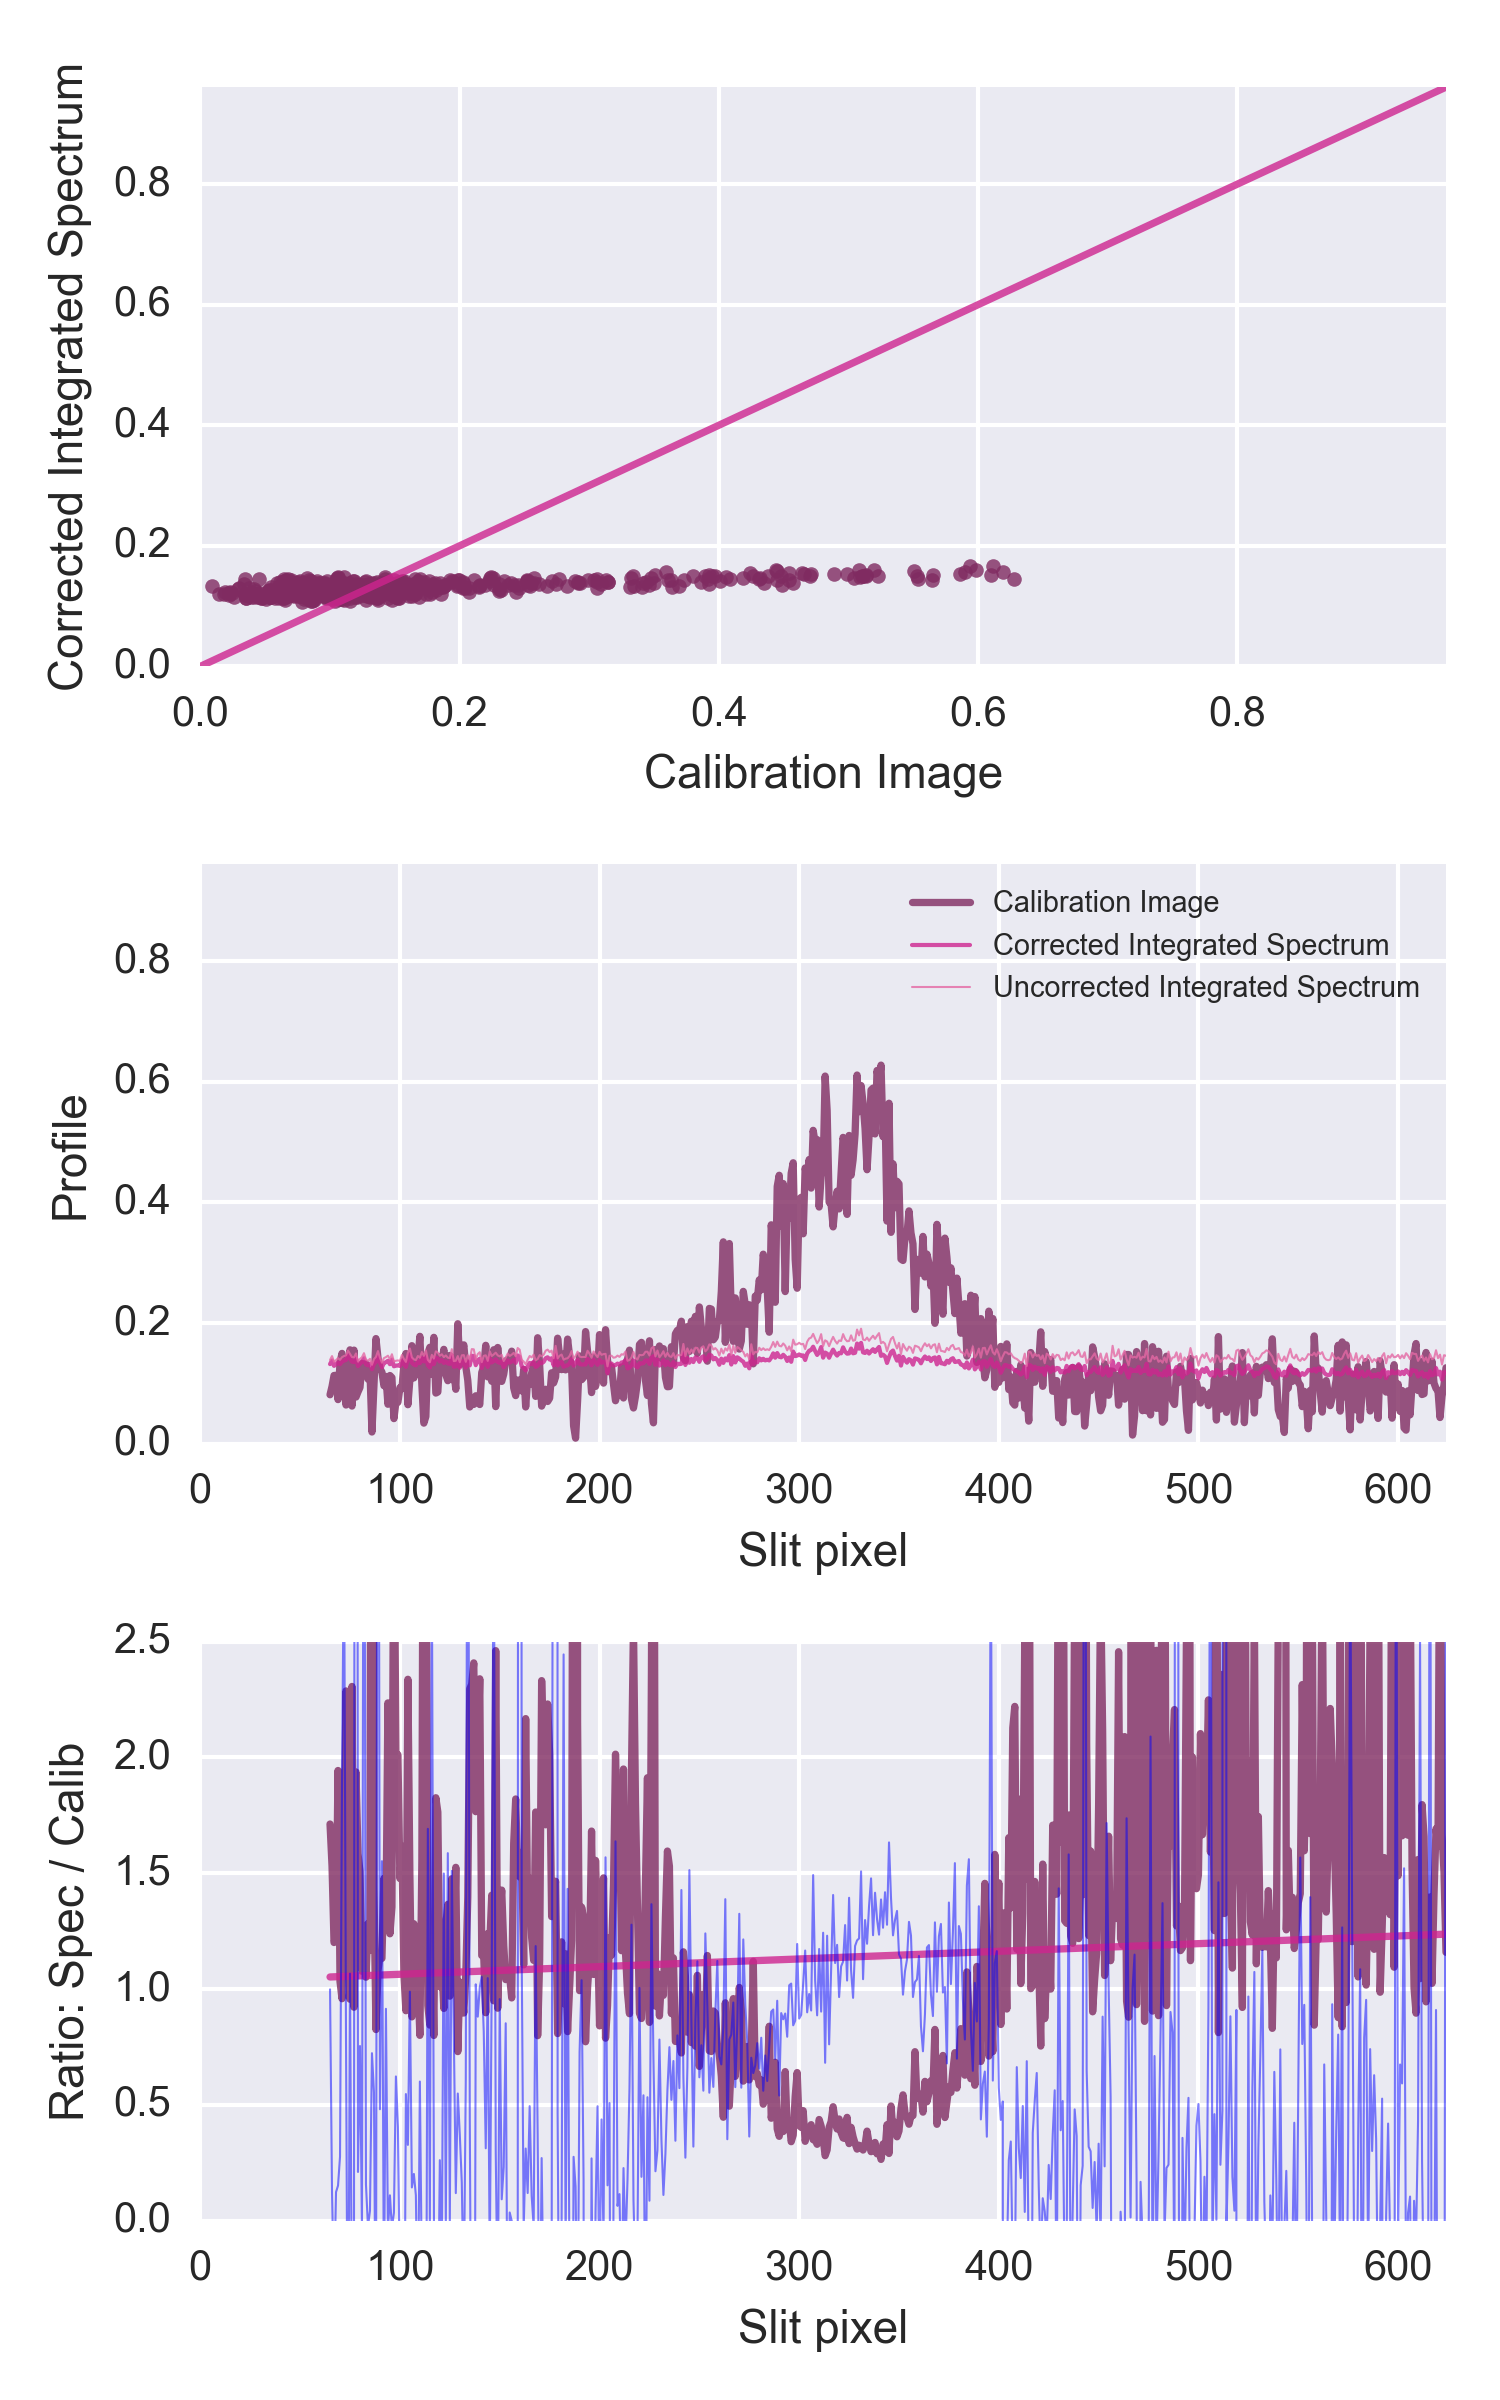 Corrected Integrated Spectrum
0.8
0.6
0.4
0.2
0.0
0.0 0.2 0.4 0.6 0.8
Calibration Image
Profile
0.8
0.6
0.4
0.2
0.0
Calibration Image
Corrected Integrated Spectrum
Uncorrected Integrated Spectrum
0 100 200 300 400 500 600
Slit pixel
Ratio: Spec / Calib
2.5
2.0
1.5
1.0
0.5
0.0
0 100 200 300 400 500 600
Slit pixel